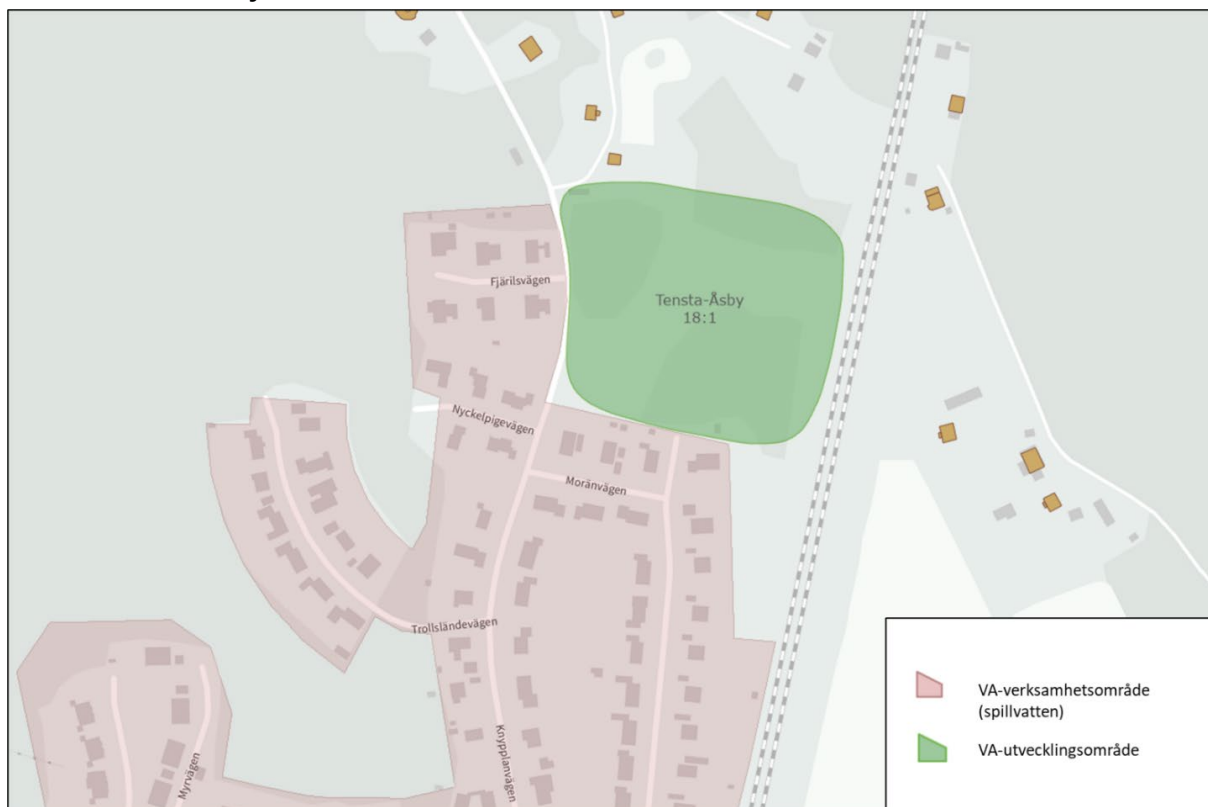 Fjärilsvägen
Tensta-Åsby
18:1
Nyckelpigevägen
Moränvägen
Trollsländevägen
Knypplanvägen
Myrvägen
VA-verksamhetsområde
(spillvatten)
VA-utvecklingsområde